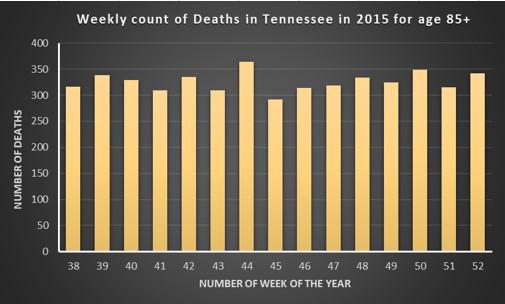 Weekly count of Deaths in Tennessee in 2015 for age 85+
400
350
300
250
200
150
100
50
0
NUMBER OF DEATHS
38 39 40 41 42 43 44 45 46 47 48 49 50 51 52
NUMBER OF WEEK OF THE YEAR